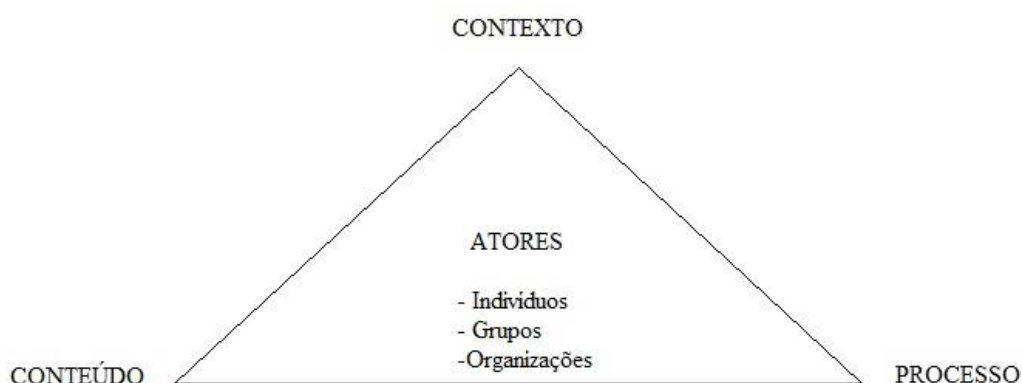 CONTEXTO
ATORES
- Indivíduos
- Grupos
-Organizações
CONTEÚDO
PROCESSO